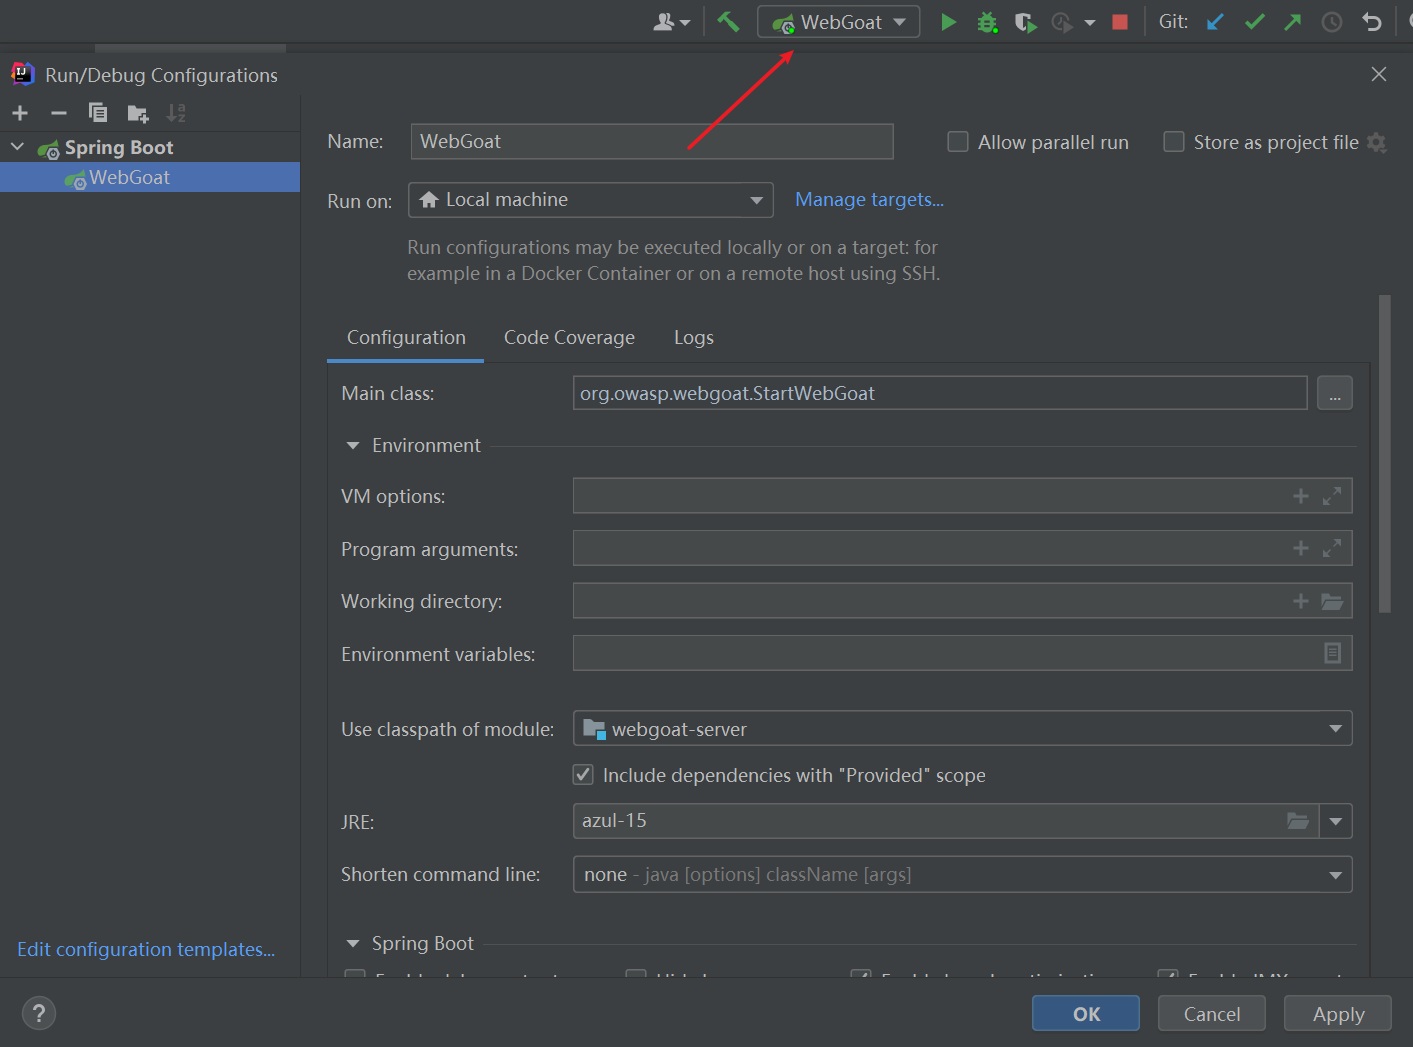 WebGoat
Git:
Run/Debug Configurations
Spring Boot
WebGoat
Name:
WebGoat
Allow parallel run
Store as project file
Run on:
Local machine
Manage targets...
Run configurations may be executed locally or on a target: for
example in a Docker Container or on a remote host using SSH.
Configuration
Code Coverage
Logs
Main class:
org.owasp.webgoat.StartWebGoat
...
Environment
VM options:
Program arguments:
Working directory:
Environment variables:
Use classpath of module:
webgoat-server
Include dependencies with "Provided" scope
JRE:
azul-15
Shorten command line:
none - java [options] className [args]
Spring Boot
Edit configuration templates...
?
OK
Cancel
Apply